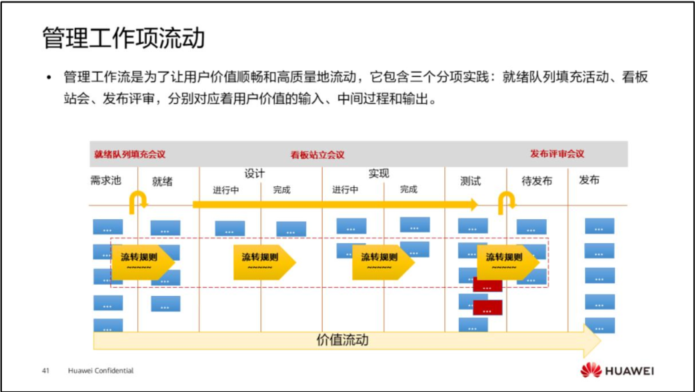 管理工作项流动
• 管理工作流是为了让用户价值顺畅和高质量地流动，它包含三个分项实践：就绪队列填充活动、看板
站会、发布评审，分别对应着用户价值的输入、中间过程和输出。
就绪队列填充会议 看板站立会议 发布评审会议
需求池 就绪 设计 实现 测试 待发布 发布
进行中 完成 进行中 完成
... ... ... ... ... ... ... ... ...
流转规则 流转规则 流转规则 流转规则
价值流动
41 Huawei Confidential
HUAWEI